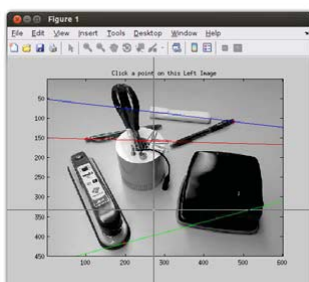 Figure 1
File Edit View Insert Tools Desktop Window Help
Click a point on this Left Image
50
100
150
200
250
300
350
400
450
100 200 300 400 500 600